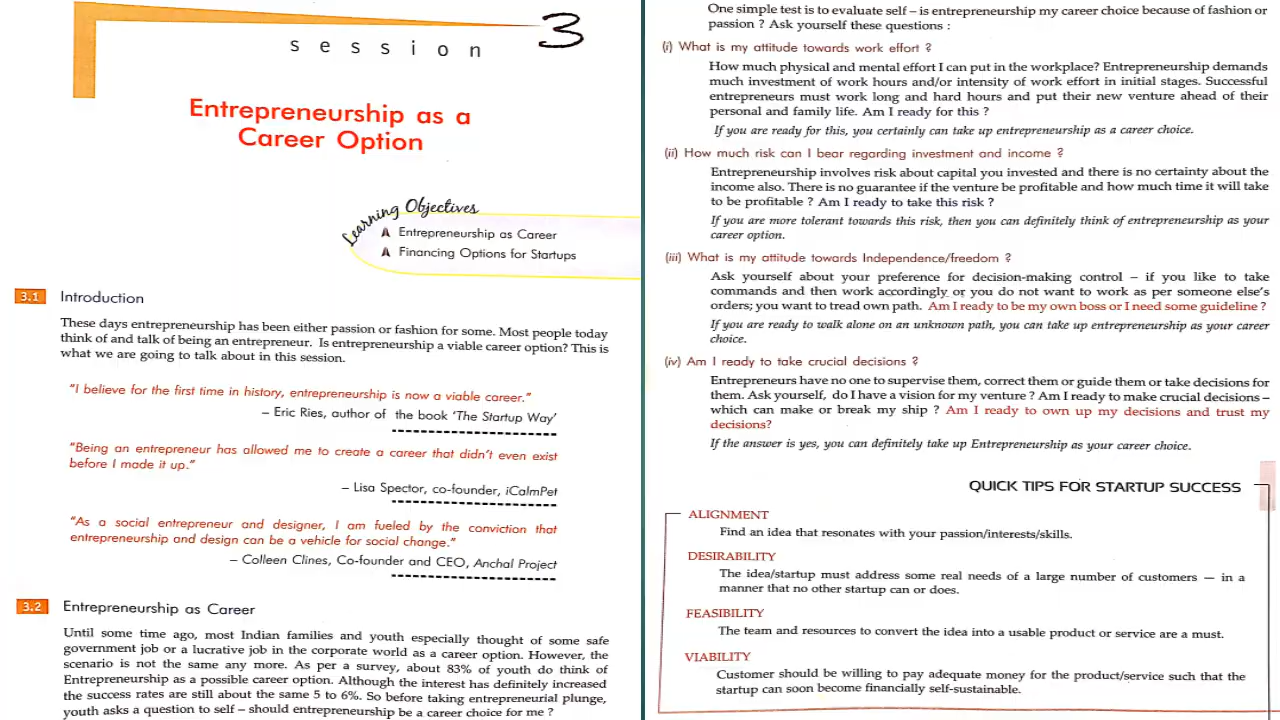 session 3
Entrepreneurship as a
Career Option
Learning Objectives
Entrepreneurship as Career
Financing Options for Startups
3.1 Introduction
These days entrepreneurship has been either passion or fashion for some. Most people today
think of and talk of being an entrepreneur. Is entrepreneurship a viable career option? This is
what we are going to talk about in this session.
"I believe for the first time in history, entrepreneurship is now a viable career."
– Eric Ries, author of the book 'The Startup Way'
"Being an entrepreneur has allowed me to create a career that didn't even exist
before I made it up."
– Lisa Spector, co-founder, iCalmPet
"As a social entrepreneur and designer, I am fueled by the conviction that
entrepreneurship and design can be a vehicle for social change."
– Colleen Clines, Co-founder and CEO, Anchal Project
3.2 Entrepreneurship as Career
Until some time ago, most Indian families and youth especially thought of some safe
government job or a lucrative job in the corporate world as a career option. However, the
scenario is not the same any more. As per a survey, about 83% of youth do think of
Entrepreneurship as a possible career option. Although the interest has definitely increased
the success rates are still about the same 5 to 6%. So before taking entrepreneurial plunge,
youth asks a question to self – should entrepreneurship be a career choice for me ?
One simple test is to evaluate self – is entrepreneurship my career choice because of fashion or
passion ? Ask yourself these questions :
(i) What is my attitude towards work effort ?
How much physical and mental effort I can put in the workplace? Entrepreneurship demands
much investment of work hours and/or intensity of work effort in initial stages. Successful
entrepreneurs must work long and hard hours and put their new venture ahead of their
personal and family life. Am I ready for this ?
If you are ready for this, you certainly can take up entrepreneurship as a career choice.
(ii) How much risk can I bear regarding investment and income ?
Entrepreneurship involves risk about capital you invested and there is no certainty about the
income also. There is no guarantee if the venture be profitable and how much time it will take
to be profitable ? Am I ready to take this risk ?
If you are more tolerant towards this risk, then you can definitely think of entrepreneurship as your
career option.
(iii) What is my attitude towards Independence/freedom ?
Ask yourself about your preference for decision-making control – if you like to take
commands and then work accordingly or you do not want to work as per someone else's
orders; you want to tread own path. Am I ready to be my own boss or I need some guideline ?
If you are ready to walk alone on an unknown path, you can take up entrepreneurship as your career
choice.
(iv) Am I ready to take crucial decisions ?
Entrepreneurs have no one to supervise them, correct them or guide them or take decisions for
them. Ask yourself, do I have a vision for my venture ? Am I ready to make crucial decisions –
which can make or break my ship ? Am I ready to own up my decisions and trust my
decisions?
If the answer is yes, you can definitely take up Entrepreneurship as your career choice.
QUICK TIPS FOR STARTUP SUCCESS
ALIGNMENT
Find an idea that resonates with your passion/interests/skills.
DESIRABILITY
The idea/startup must address some real needs of a large number of customers — in a
manner that no other startup can or does.
FEASIBILITY
The team and resources to convert the idea into a usable product or service are a must.
VIABILITY
Customer should be willing to pay adequate money for the product/service such that the
startup can soon become financially self-sustainable.